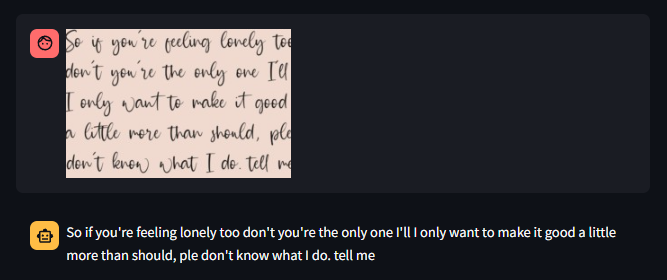 So if you're feeling lonely too
don't you're the only one I'll
I only want to make it good
a little more than should, ple
don't know what I do. tell me
So if you're feeling lonely too don't you're the only one I'll I only want to make it good a little
more than should, ple don't know what I do. tell me